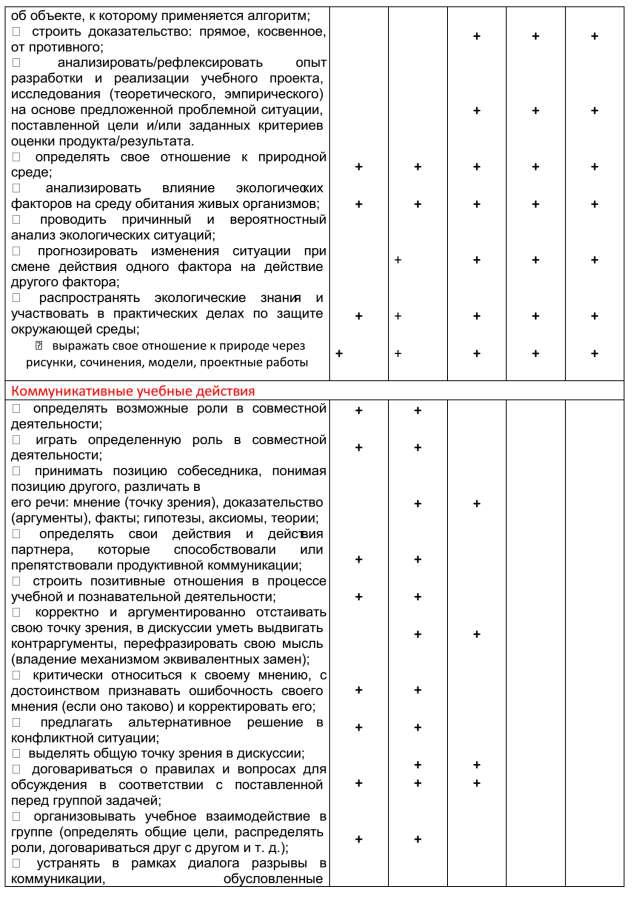 об объекте, к которому применяется алгоритм;
□ строить доказательство: прямое, косвенное, + + +
от противного;
□ анализировать/рефлексировать опыт
разработки и реализации учебного проекта,
исследования (теоретического, эмпирического)
на основе предложенной проблемной ситуации, + + +
поставленной цели и/или заданных критериев
оценки продукта/результата.
□ определять свое отношение к природной + + + + +
среде;
□ анализировать влияние экологических
факторов на среду обитания живых организмов; + + + + +
□ проводить причинный и вероятностный
анализ экологических ситуаций;
□ прогнозировать изменения ситуации при
смене действия одного фактора на действие + + + +
другого фактора;
□ распространять экологические знания и
участвовать в практических делах по защите + + + + +
окружающей среды;
⍰ выражать свое отношение к природе через
рисунки, сочинения, модели, проектные работы + + + + +
Коммуникативные учебные действия
□ определять возможные роли в совместной + +
деятельности;
□ играть определенную роль в совместной
деятельности; + +
□ принимать позицию собеседника, понимая
позицию другого, различать в
его речи: мнение (точку зрения), доказательство + +
(аргументы), факты; гипотезы, аксиомы, теории;
□ определять свои действия и действия
партнера, которые способствовали или
препятствовали продуктивной коммуникации; + +
□ строить позитивные отношения в процессе
учебной и познавательной деятельности; + +
□ корректно и аргументированно отстаивать
свою точку зрения, в дискуссии уметь выдвигать
контраргументы, перефразировать свою мысль + +
(владение механизмом эквивалентных замен);
□ критически относиться к своему мнению, с
достоинством признавать ошибочность своего + +
мнения (если оно таково) и корректировать его;
□ предлагать альтернативное решение в
конфликтной ситуации; + +
□ выделять общую точку зрения в дискуссии;
□ договариваться о правилах и вопросах для + +
обсуждения в соответствии с поставленной + + +
перед группой задачей;
□ организовывать учебное взаимодействие в
группе (определять общие цели, распределять
роли, договариваться друг с другом и т. д.); + +
□ устранять в рамках диалога разрывы в
коммуникации, обусловленные